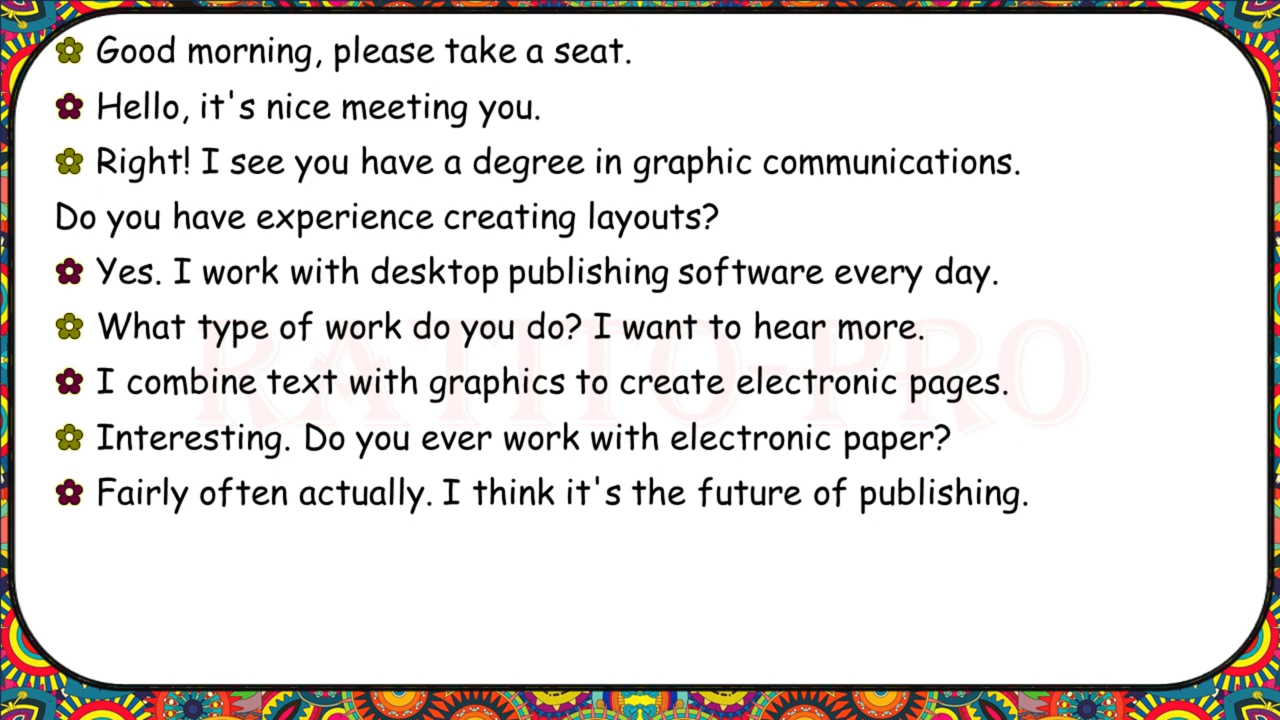 Good morning, please take a seat.
Hello, it's nice meeting you.
Right! I see you have a degree in graphic communications.
Do you have experience creating layouts?
Yes. I work with desktop publishing software every day.
What type of work do you do? I want to hear more.
I combine text with graphics to create electronic pages.
Interesting. Do you ever work with electronic paper?
Fairly often actually. I think it's the future of publishing.